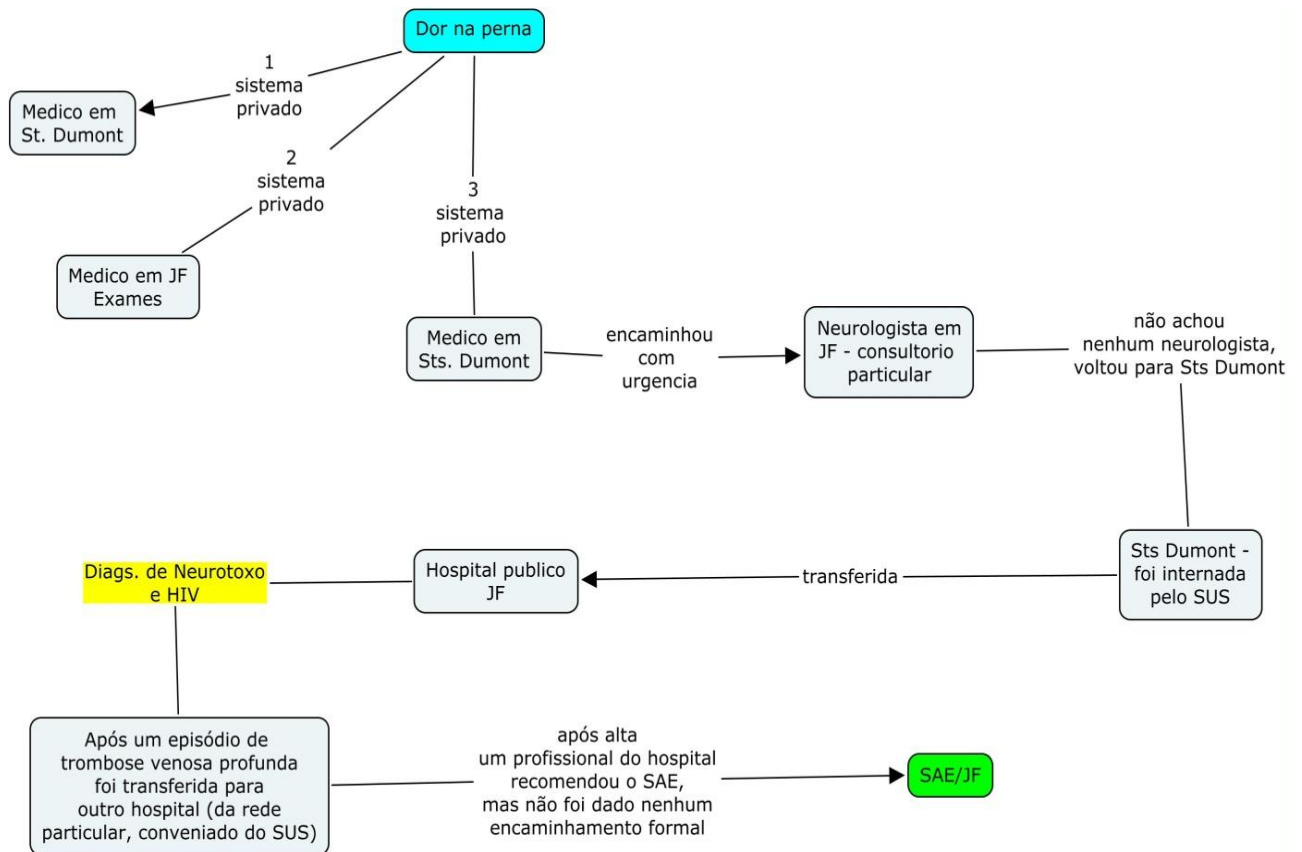 Dor na perna
1
sistema
privado
Medico em
St. Dumont
2
sistema
privado
Medico em JF
Exames
3
sistema
privado
Medico em
Sts. Dumont
encaminhou
com
urgencia
Neurologista em
JF - consultorio
particular
não achou
nenhum neurologista,
voltou para Sts Dumont
Sts Dumont -
foi internada
pelo SUS
transferida
Hospital publico
JF
Diags. de Neurotoxo
e HIV
Após um episódio de
trombose venosa profunda
foi transferida para
outro hospital (da rede
particular, conveniado do SUS)
após alta
um profissional do hospital
recomendou o SAE,
mas não foi dado nenhum
encaminhamento formal
SAE/JF